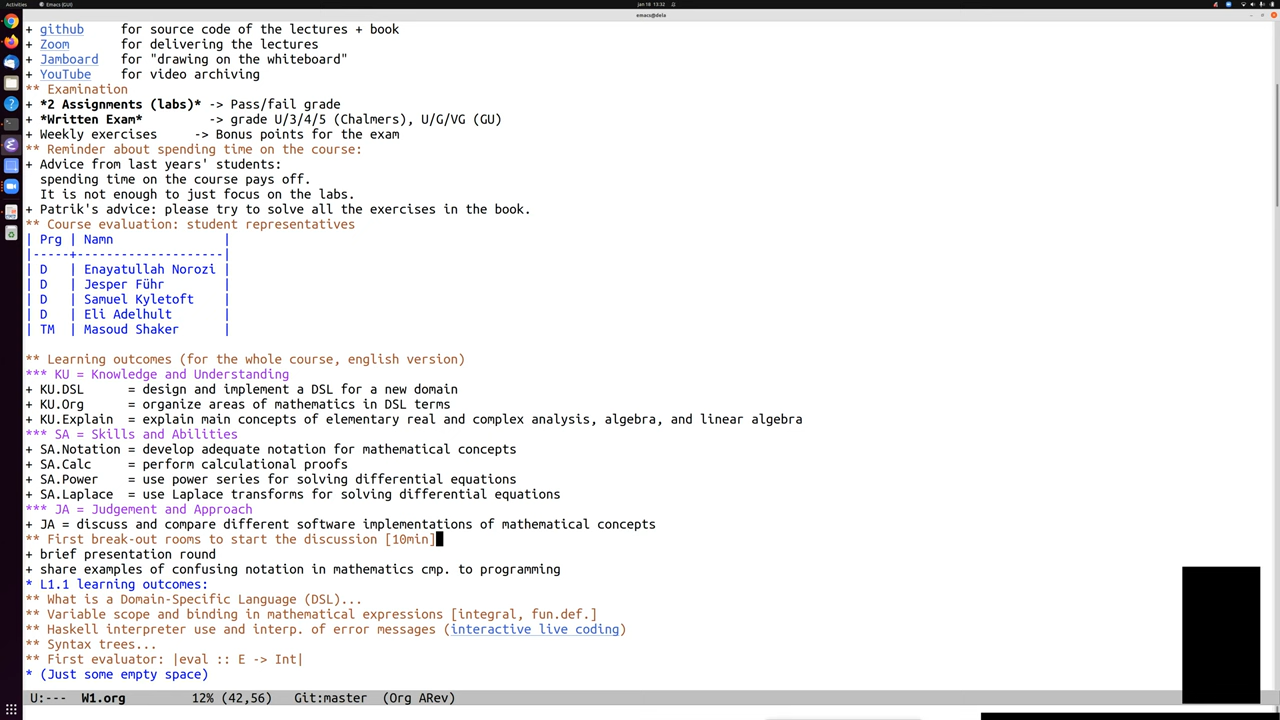 Activities
Emacs (GUI)
Jan 18 13:32
emacs@dela
+ github for source code of the lectures + book
+ Zoom for delivering the lectures
+ Jamboard for "drawing on the whiteboard"
+ YouTube for video archiving
** Examination
+ *2 Assignments (labs)* -> Pass/fail grade
+ *Written Exam* -> grade U/3/4/5 (Chalmers), U/G/VG (GU)
+ Weekly exercises -> Bonus points for the exam
** Reminder about spending time on the course:
+ Advice from last years' students:
spending time on the course pays off.
It is not enough to just focus on the labs.
+ Patrik's advice: please try to solve all the exercises in the book.
** Course evaluation: student representatives
| Prg | Namn |
|-----+--------------------|
| D | Enayatullah Norozi |
| D | Jesper Führ |
| D | Samuel Kyletoft |
| D | Eli Adelhult |
| TM | Masoud Shaker |
** Learning outcomes (for the whole course, english version)
*** KU = Knowledge and Understanding
+ KU.DSL = design and implement a DSL for a new domain
+ KU.Org = organize areas of mathematics in DSL terms
+ KU.Explain = explain main concepts of elementary real and complex analysis, algebra, and linear algebra
*** SA = Skills and Abilities
+ SA.Notation = develop adequate notation for mathematical concepts
+ SA.Calc = perform calculational proofs
+ SA.Power = use power series for solving differential equations
+ SA.Laplace = use Laplace transforms for solving differential equations
*** JA = Judgement and Approach
+ JA = discuss and compare different software implementations of mathematical concepts
** First break-out rooms to start the discussion [10min]
+ brief presentation round
+ share examples of confusing notation in mathematics cmp. to programming
* L1.1 learning outcomes:
** What is a Domain-Specific Language (DSL)...
** Variable scope and binding in mathematical expressions [integral, fun.def.]
** Haskell interpreter use and interp. of error messages (interactive live coding)
** Syntax trees...
** First evaluator: |eval :: E -> Int|
* (Just some empty space)
U:--- W1.org 12% (42,56) Git:master (Org ARev)